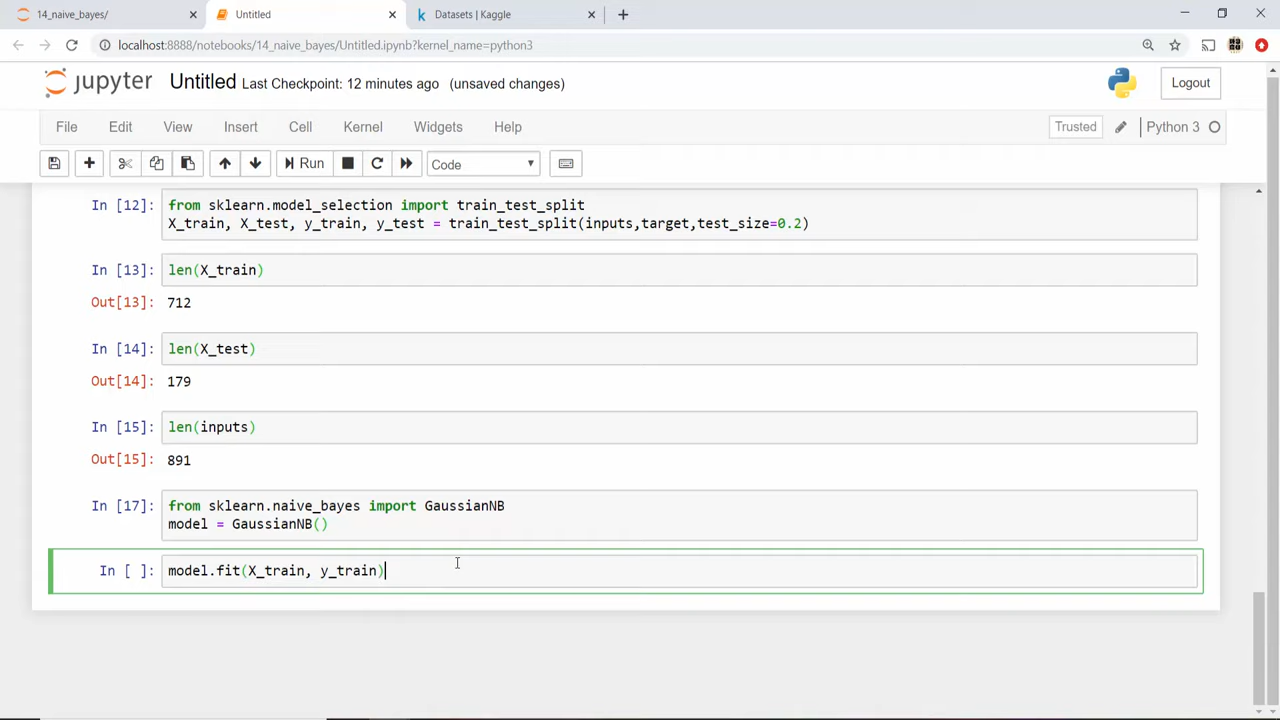 14_naive_bayes/
Untitled
Datasets | Kaggle
localhost:8888/notebooks/14_naive_bayes/Untitled.ipynb?kernel_name=python3
jupyter Untitled Last Checkpoint: 12 minutes ago (unsaved changes)
Logout
File Edit View Insert Cell Kernel Widgets Help
Trusted Python 3
Run Code
In [12]: from sklearn.model_selection import train_test_split
X_train, X_test, y_train, y_test = train_test_split(inputs,target,test_size=0.2)
In [13]: len(X_train)
Out[13]: 712
In [14]: len(X_test)
Out[14]: 179
In [15]: len(inputs)
Out[15]: 891
In [17]: from sklearn.naive_bayes import GaussianNB
model = GaussianNB()
In [ ]: model.fit(X_train, y_train)